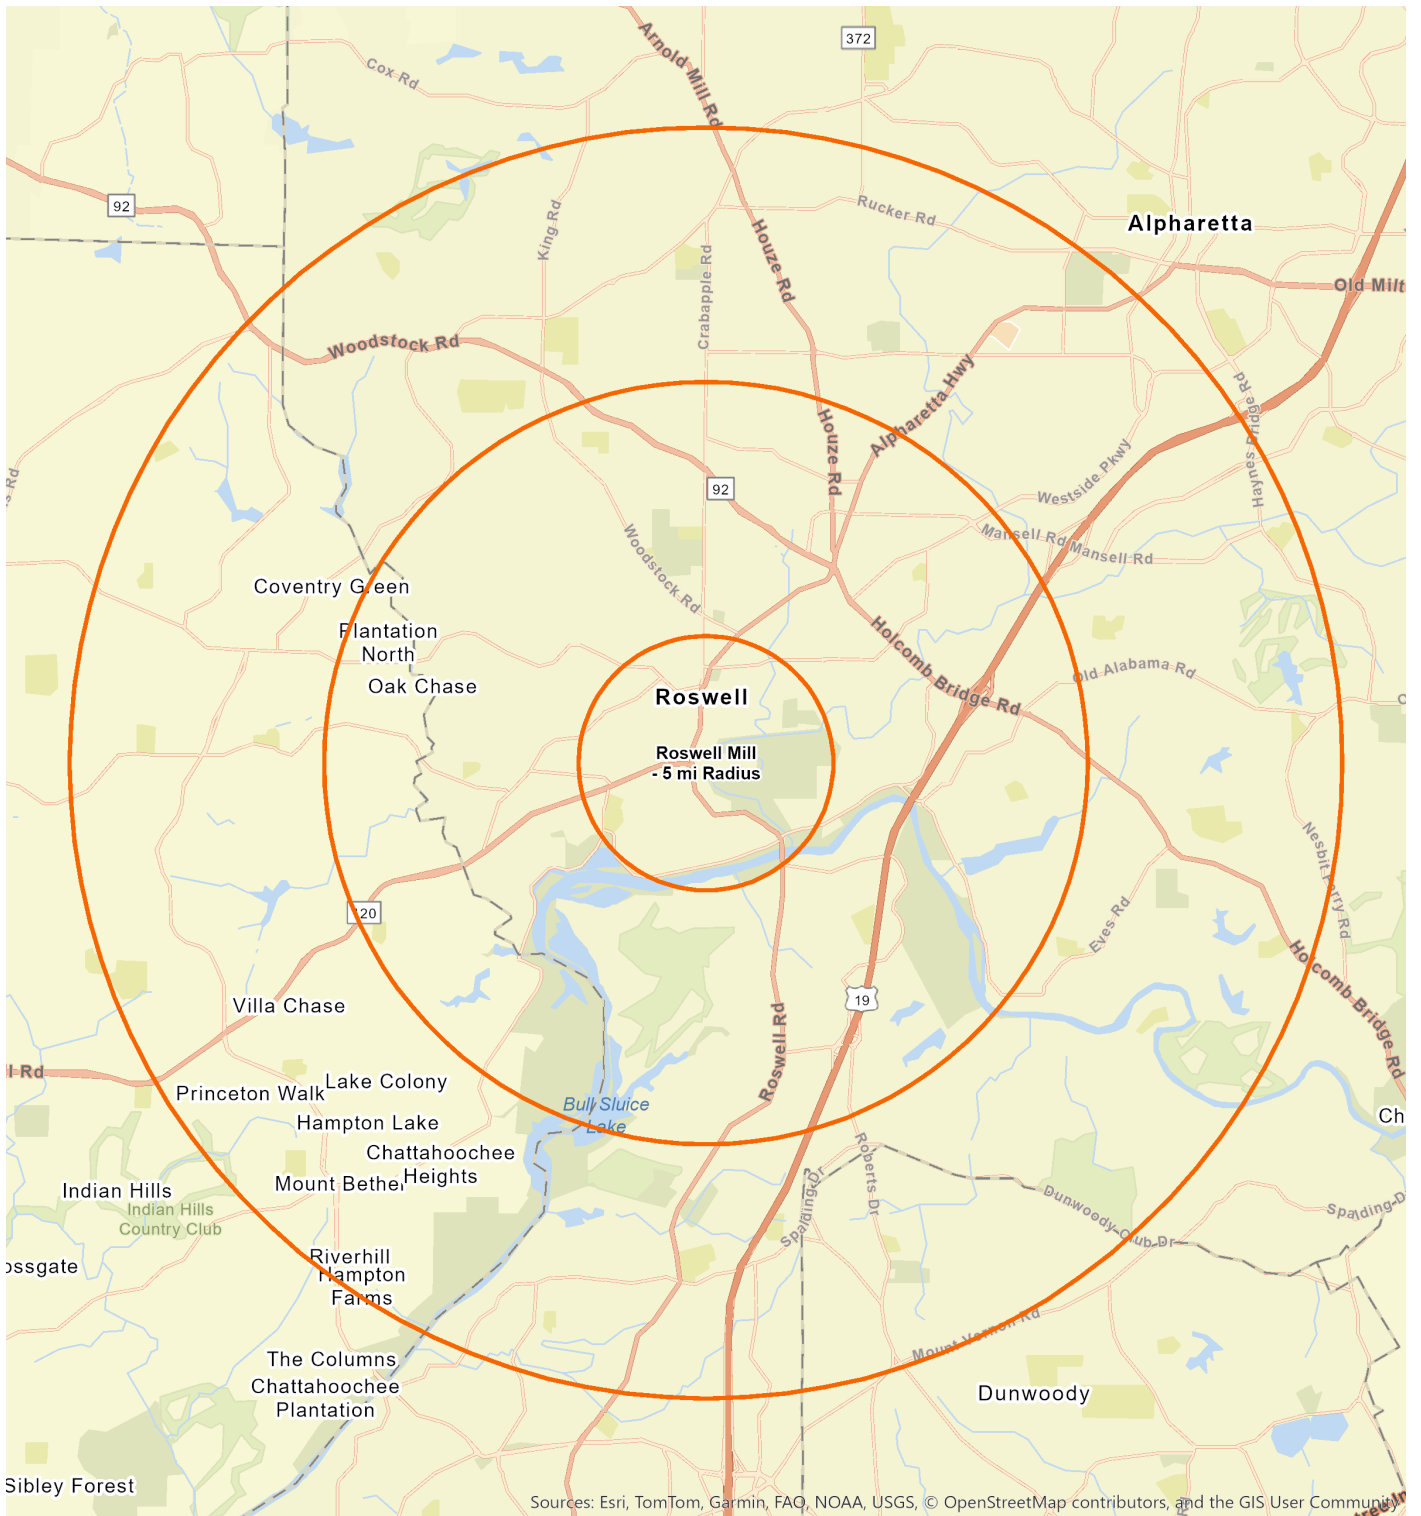 372
Arnold Mill Rd
Cox Rd
92
Rucker Rd
Alpharetta
King Rd
Houze Rd
Crabapple Rd
Old Milt
Woodstock Rd
Alpharetta Hwy
Haynes Bridge Rd
Houze Rd
Westside Pkwy
92
s Rd
Mansell Rd
Mansell Rd
Woodstock Rd
Coventry Green
Plantation
North
Oak Chase
Holcomb Bridge Rd
Old Alabama Rd
Roswell
Roswell Mill
- 5 mi Radius
Nesbit Ferry Rd
120
Eves Rd
Holcomb Bridge Rd
19
Villa Chase
Roswell Rd
l Rd
Lake Colony
Princeton Walk
Bull Sluice
Lake
Hampton Lake
Ch
Chattahoochee
Heights
Roberts Dr
Mount Bethel
Indian Hills
Indian Hills
Country Club
Spalding Dr
Dunwoody Club Dr
Spalding D
ossgate
Riverhill
Hampton
Farms
Mount Vernon Rd
The Columns
Chattahoochee
Plantation
Dunwoody
Sibley Forest
Rd
Sources: Esri, TomTom, Garmin, FAO, NOAA, USGS, © OpenStreetMap contributors, and the GIS User Community